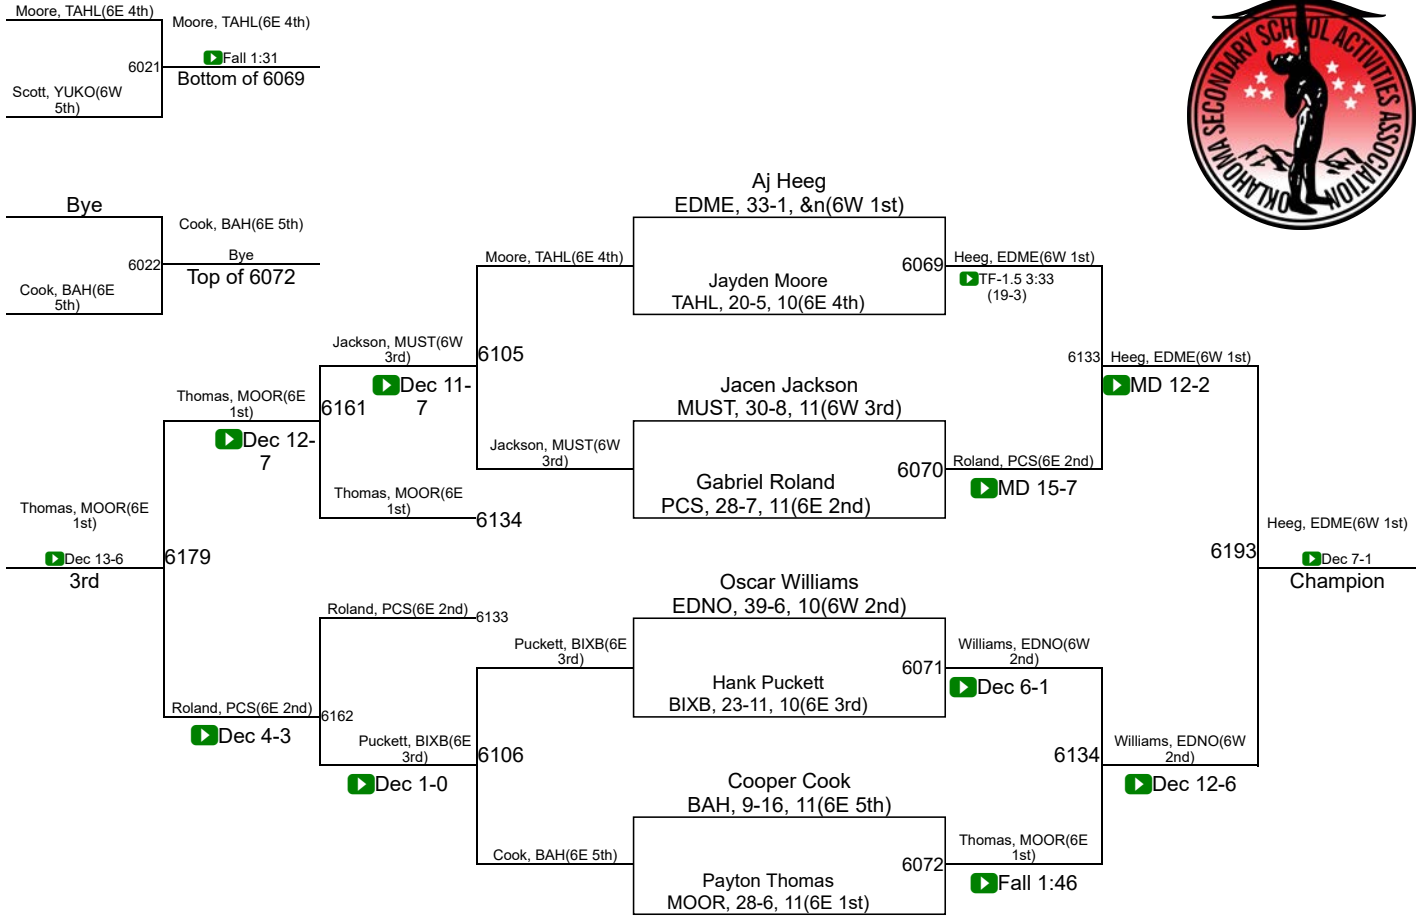 Moore, TAHL(6E 4th)
Moore, TAHL(6E 4th)
6021
Fall 1:31
Bottom of 6069
Scott, YUKO(6W
5th)
OKLAHOMA SECONDARY SCHOOL ACTIVITIES ASSOCIATION
Bye
Cook, BAH(6E 5th)
6022
Bye
Top of 6072
Cook, BAH(6E
5th)
Aj Heeg
EDME, 33-1, &n(6W 1st)
Moore, TAHL(6E 4th)
6069
Jayden Moore
TAHL, 20-5, 10(6E 4th)
Heeg, EDME(6W 1st)
TF-1.5 3:33
(19-3)
Jackson, MUST(6W
3rd)
6105
Dec 11-
7
6133
Heeg, EDME(6W 1st)
MD 12-2
Thomas, MOOR(6E
1st)
6161
Dec 12-
7
Jacen Jackson
MUST, 30-8, 11(6W 3rd)
Jackson, MUST(6W
3rd)
6070
Gabriel Roland
PCS, 28-7, 11(6E 2nd)
Roland, PCS(6E 2nd)
MD 15-7
Thomas, MOOR(6E
1st)
6134
Thomas, MOOR(6E
1st)
6179
Dec 13-6
3rd
6193
Heeg, EDME(6W 1st)
Dec 7-1
Champion
Oscar Williams
EDNO, 39-6, 10(6W 2nd)
Roland, PCS(6E 2nd)
6133
Puckett, BIXB(6E
3rd)
6071
Hank Puckett
BIXB, 23-11, 10(6E 3rd)
Williams, EDNO(6W
2nd)
Dec 6-1
Roland, PCS(6E 2nd)
6162
Dec 4-3
Puckett, BIXB(6E
3rd)
6106
Dec 1-0
6134
Williams, EDNO(6W
2nd)
Dec 12-6
Cooper Cook
BAH, 9-16, 11(6E 5th)
Cook, BAH(6E 5th)
6072
Payton Thomas
MOOR, 28-6, 11(6E 1st)
Thomas, MOOR(6E
1st)
Fall 1:46